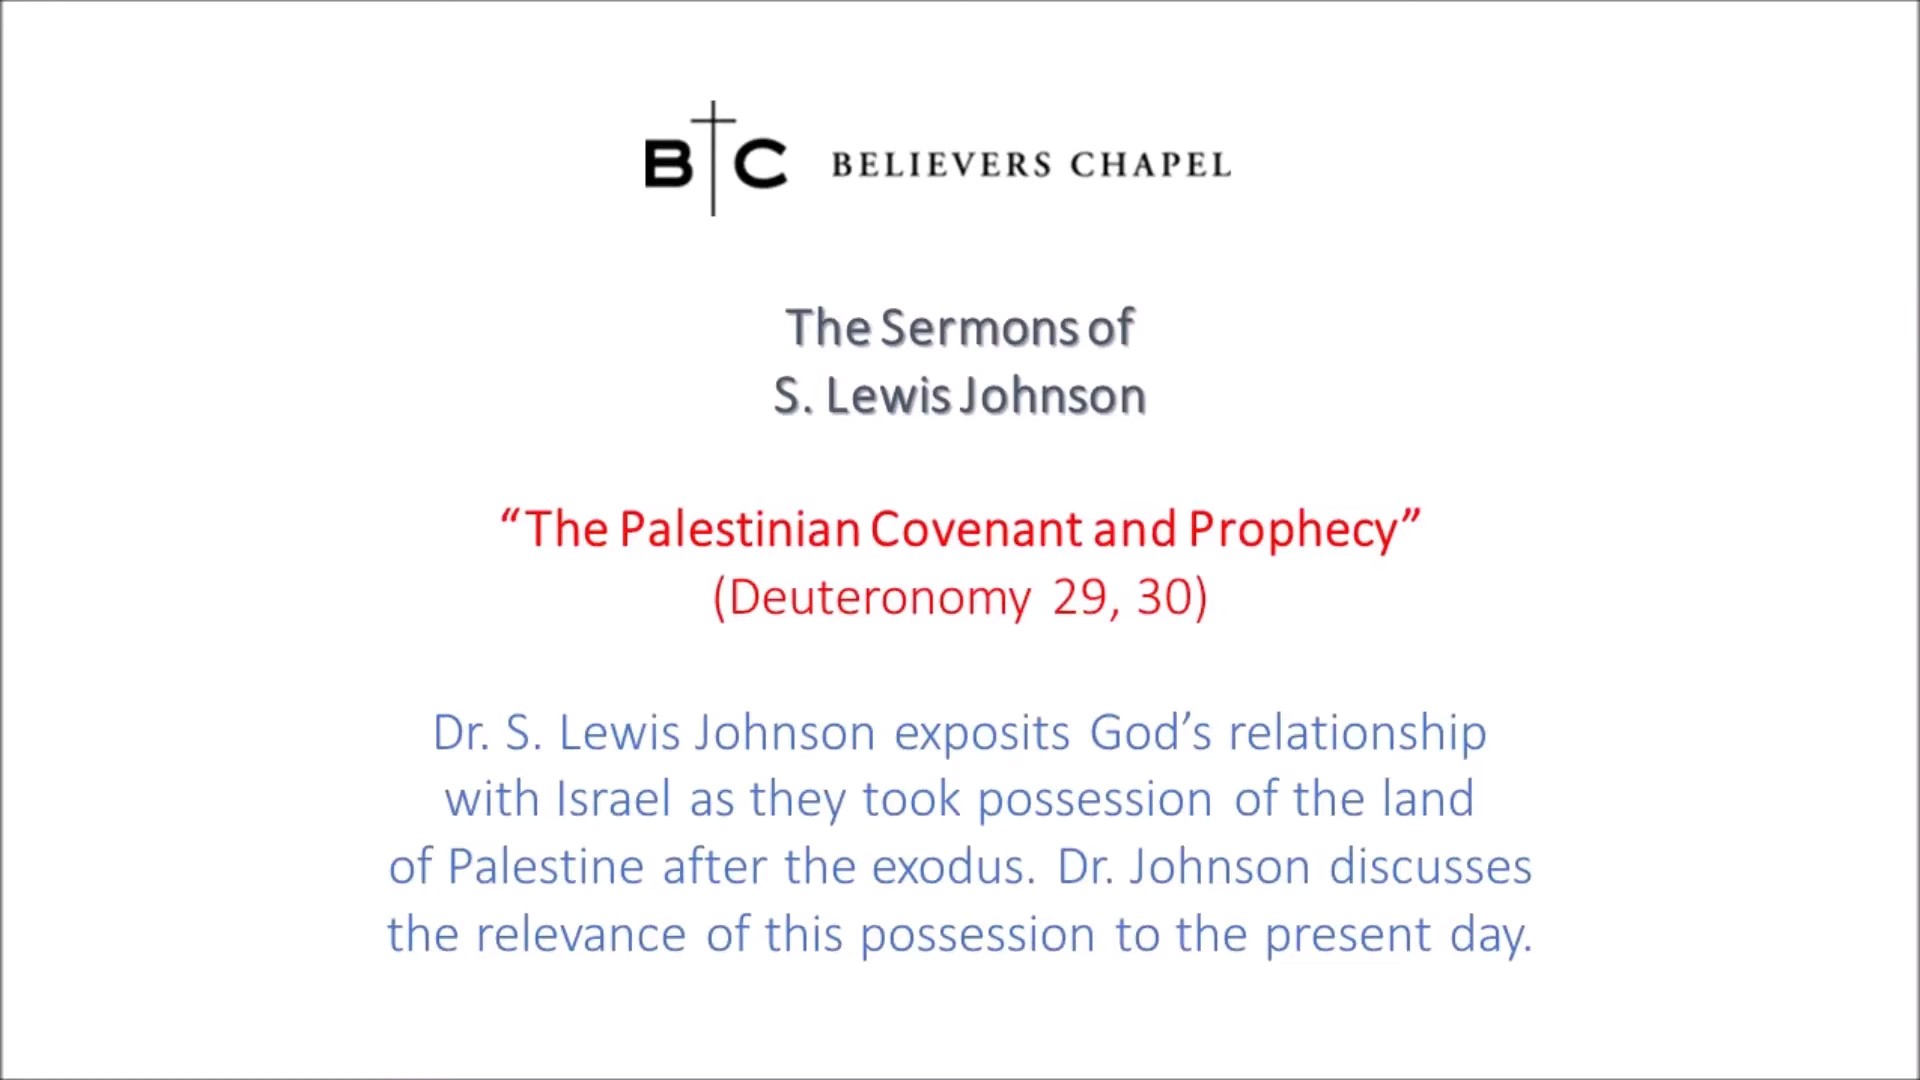 B C BELIEVERS CHAPEL
The Sermons of
S. Lewis Johnson
“The Palestinian Covenant and Prophecy”
(Deuteronomy 29, 30)
Dr. S. Lewis Johnson exposits God’s relationship
with Israel as they took possession of the land
of Palestine after the exodus. Dr. Johnson discusses
the relevance of this possession to the present day.